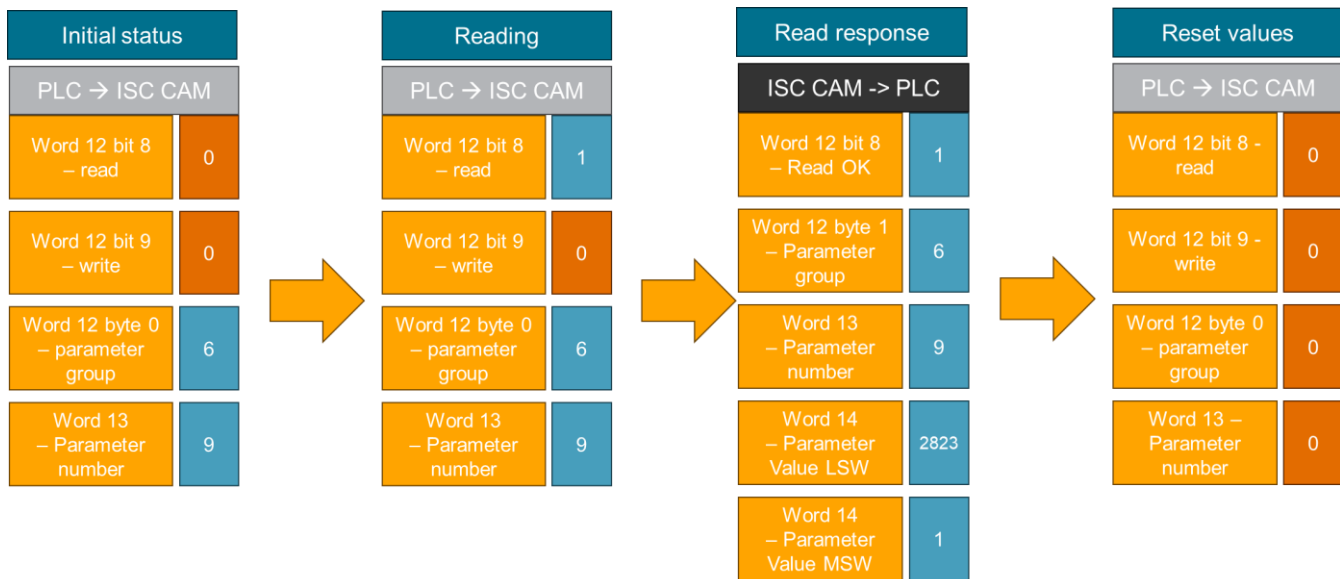 Initial status
PLC → ISC CAM
Word 12 bit 8
– read
0
Word 12 bit 9
– write
0
Word 12 byte 0
– parameter
group
6
Word 13
– Parameter
number
9
Reading
PLC → ISC CAM
Word 12 bit 8
– read
1
Word 12 bit 9
– write
0
Word 12 byte 0
– parameter
group
6
Word 13
– Parameter
number
9
Read response
ISC CAM -> PLC
Word 12 bit 8
– Read OK
1
Word 12 byte 1
– Parameter
group
6
Word 13
– Parameter
number
9
Word 14
– Parameter
Value LSW
2823
Word 14
– Parameter
Value MSW
1
Reset values
PLC → ISC CAM
Word 12 bit 8 -
read
0
Word 12 bit 9 -
write
0
Word 12 byte 0
– parameter
group
0
Word 13 –
Parameter
number
0